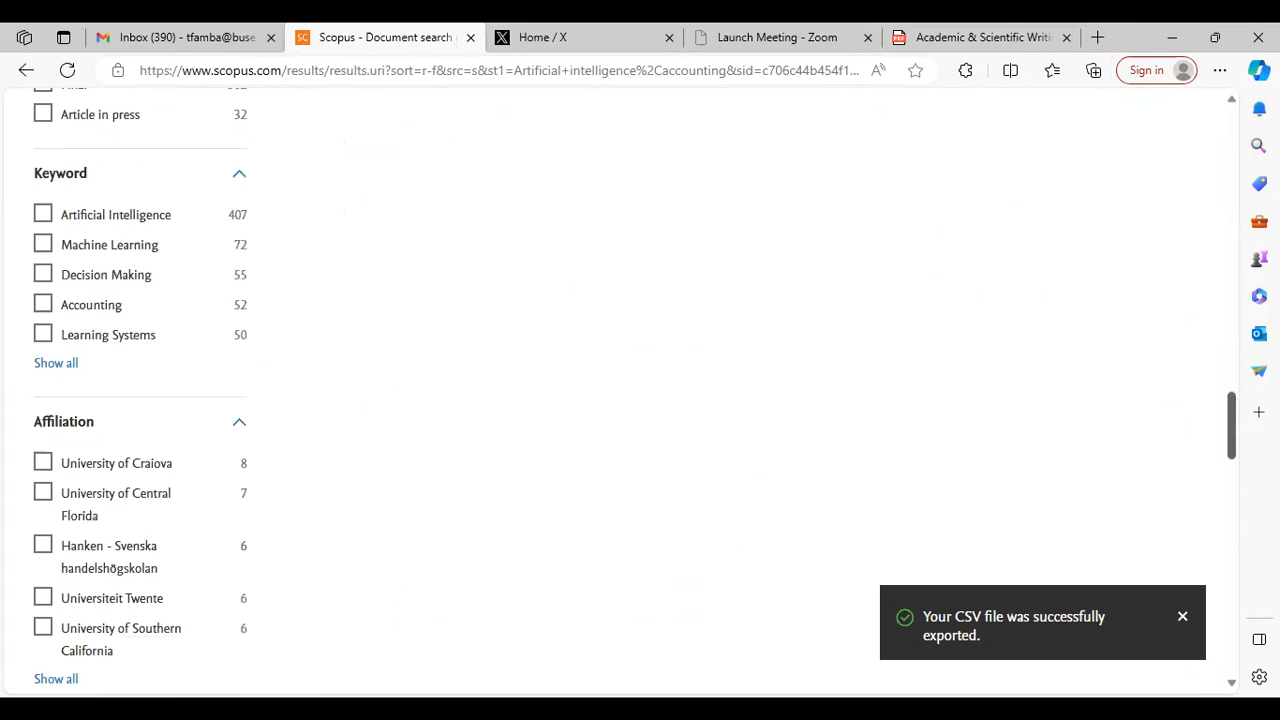 Inbox (390) - tfamba@buse
Scopus - Document search
Home / X
Launch Meeting - Zoom
Academic & Scientific Writi
https://www.scopus.com/results/results.uri?sort=r-f&src=s&st1=Artificial+intelligence%2Caccounting&sid=c706c44b454f1...
Sign in
Article in press 32
Keyword
Artificial Intelligence 407
Machine Learning 72
Decision Making 55
Accounting 52
Learning Systems 50
Show all
Affiliation
University of Craiova 8
University of Central 7
Florida
Hanken - Svenska 6
handelshögskolan
Universiteit Twente 6
University of Southern 6
California
Show all
Your CSV file was successfully
exported.